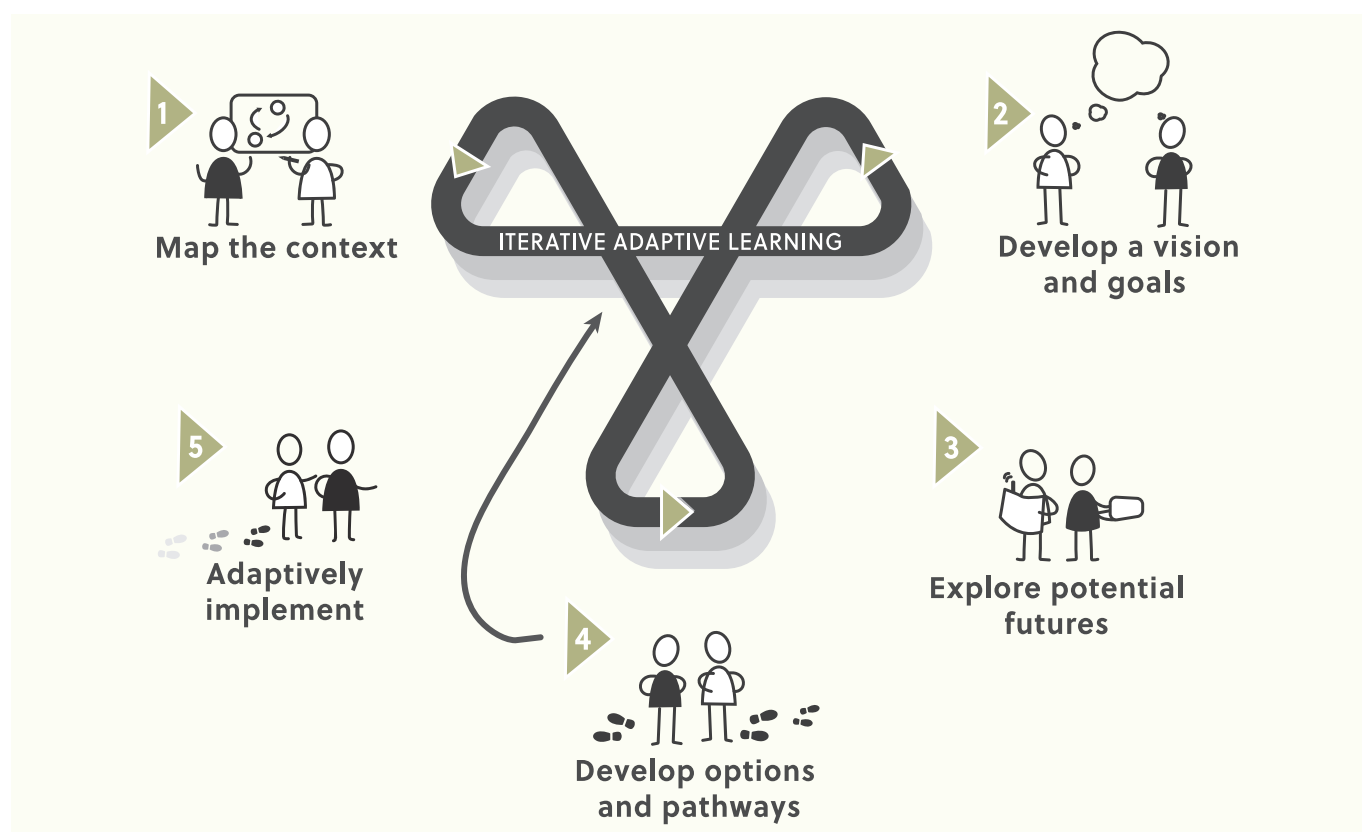 1
Map the context
ITERATIVE ADAPTIVE LEARNING
2
Develop a vision
and goals
3
Explore potential
futures
4
Develop options
and pathways
5
Adaptively
implement